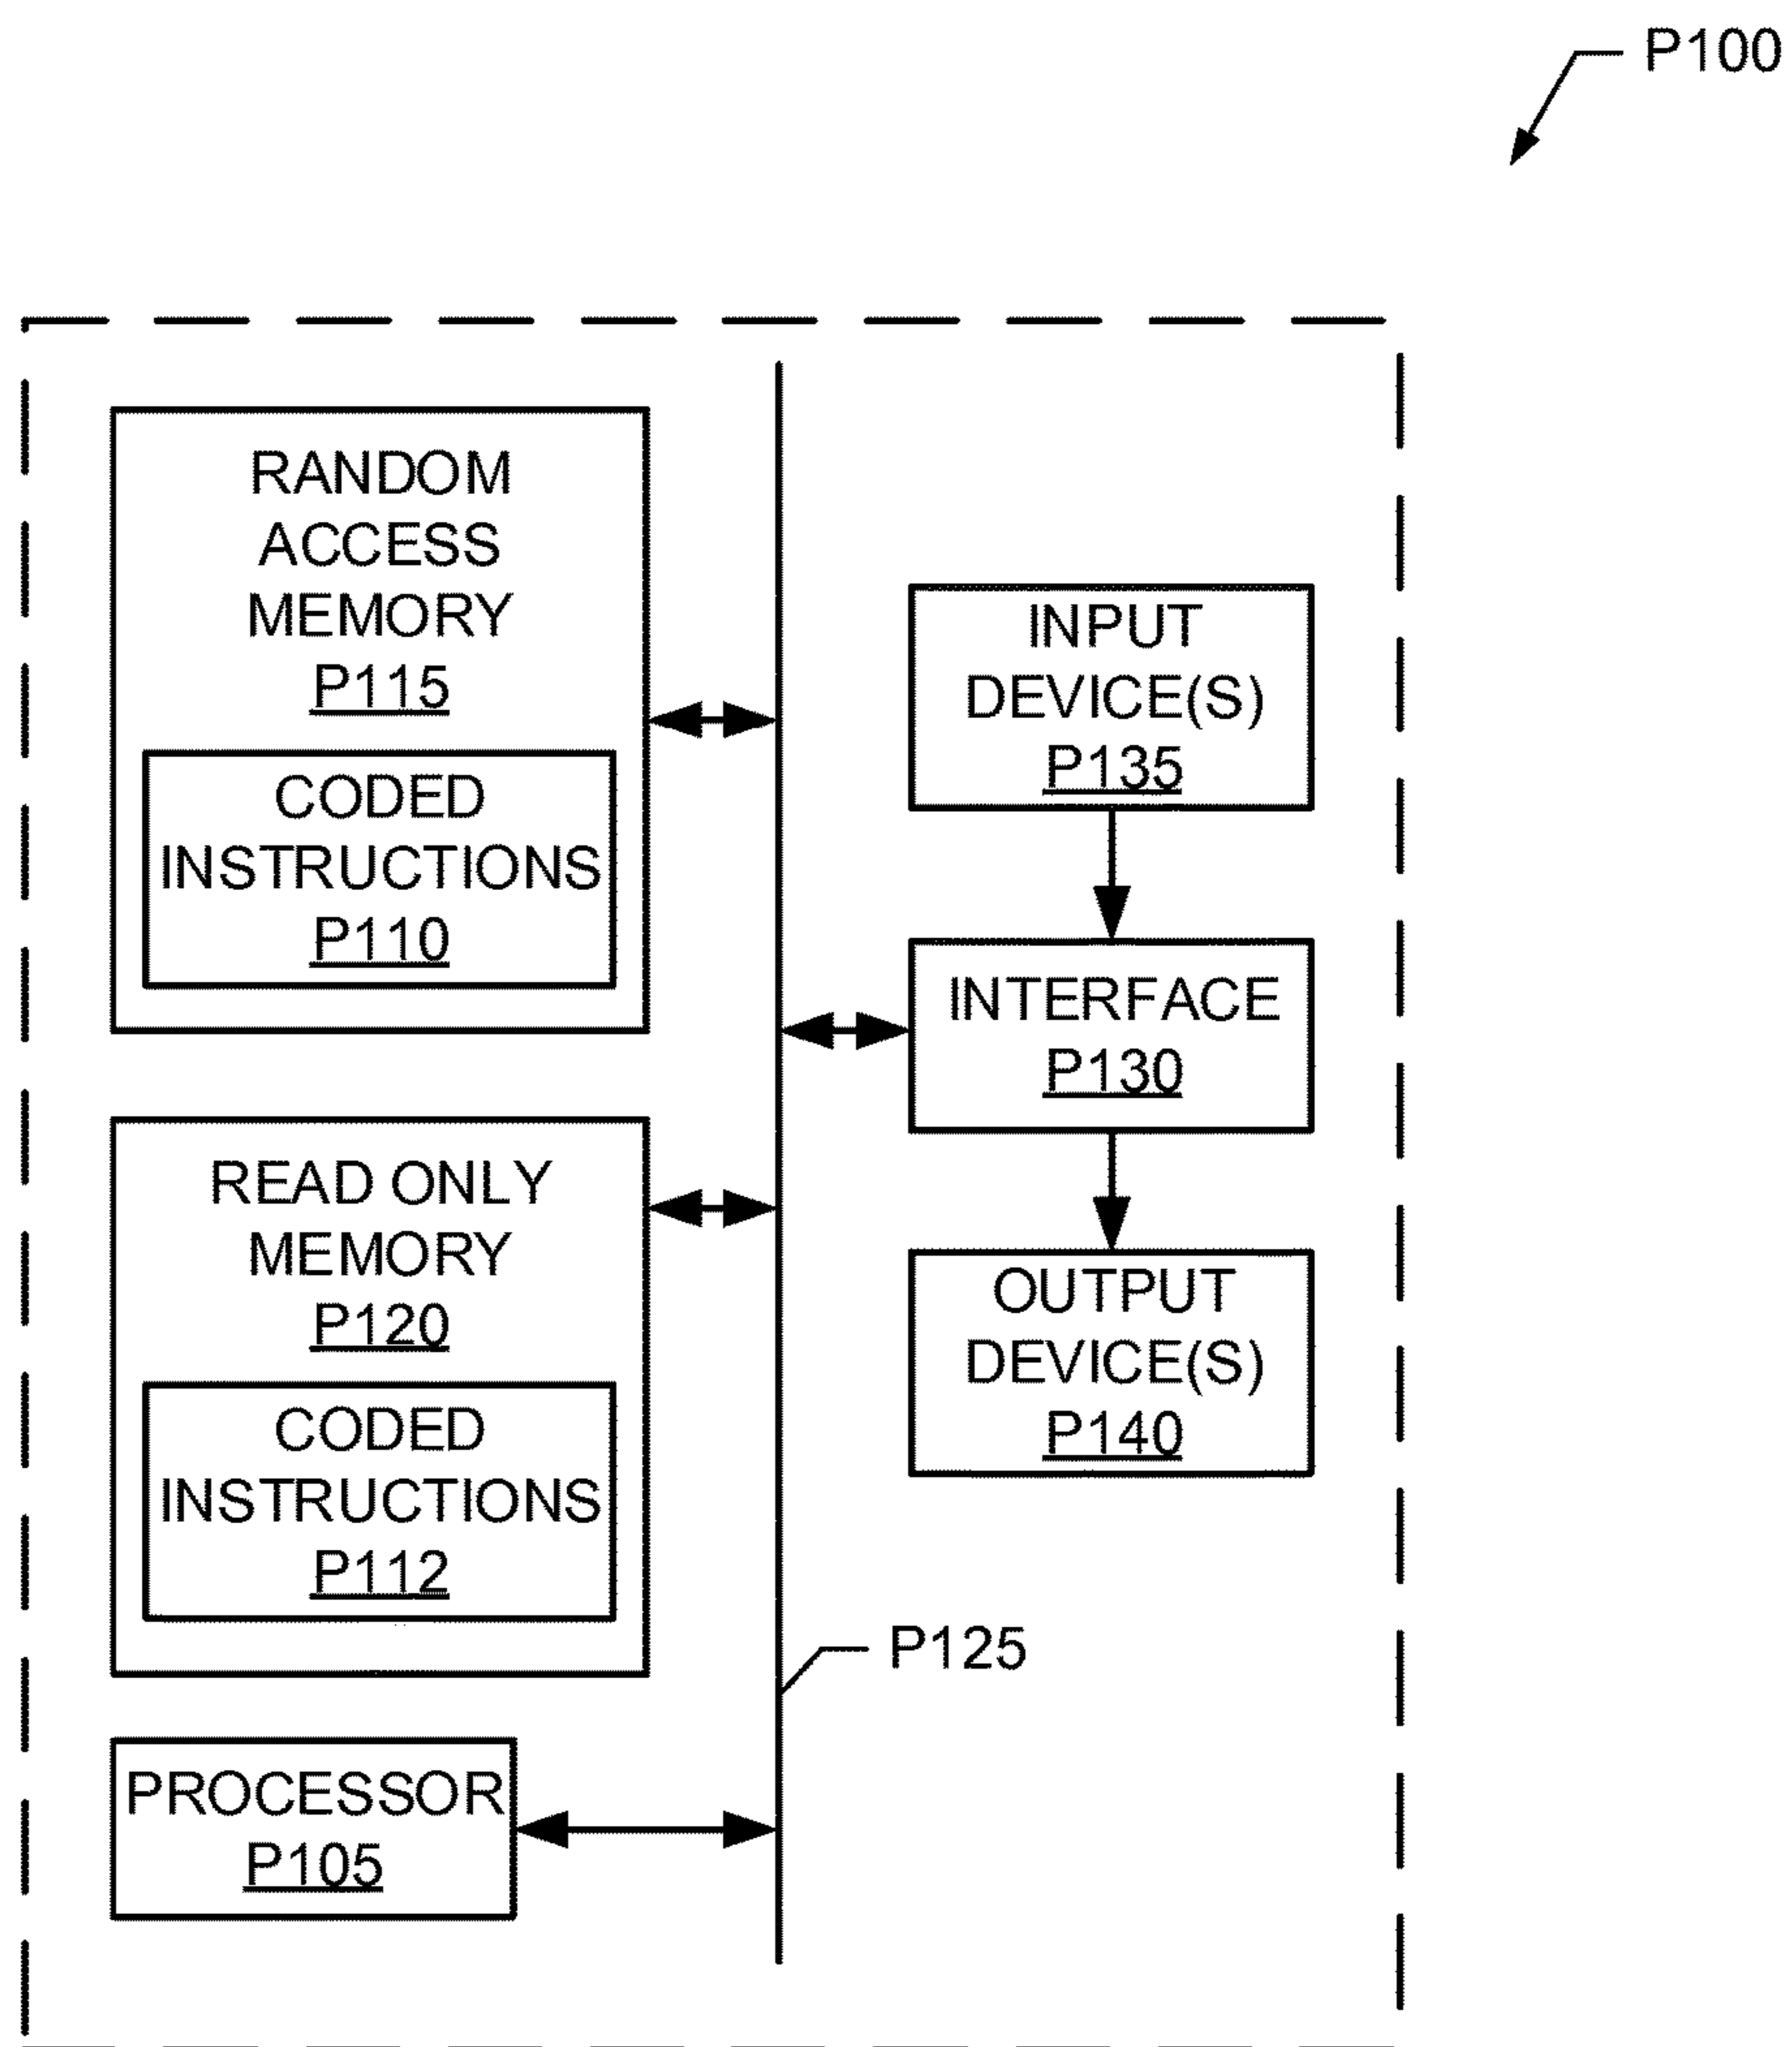 P100
RANDOM
ACCESS
MEMORY
P115
CODED
INSTRUCTIONS
P110
READ ONLY
MEMORY
P120
CODED
INSTRUCTIONS
P112
PROCESSOR
P105
INPUT
DEVICE(S)
P135
INTERFACE
P130
OUTPUT
DEVICE(S)
P140
P125